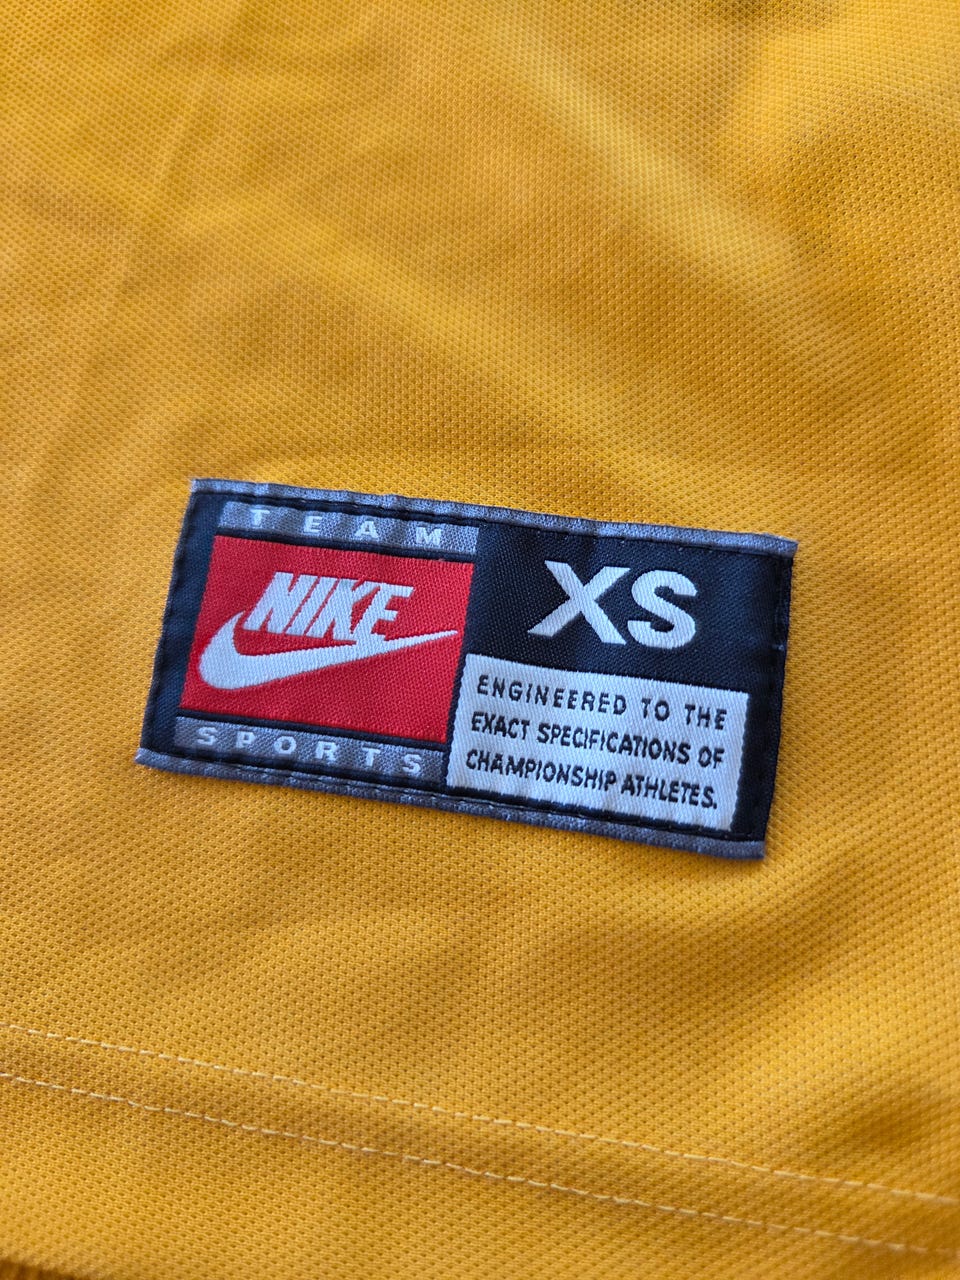 TEAM
NIKE
SPORTS
XS
ENGINEERED TO THE
EXACT SPECIFICATIONS OF
CHAMPIONSHIP ATHLETES.